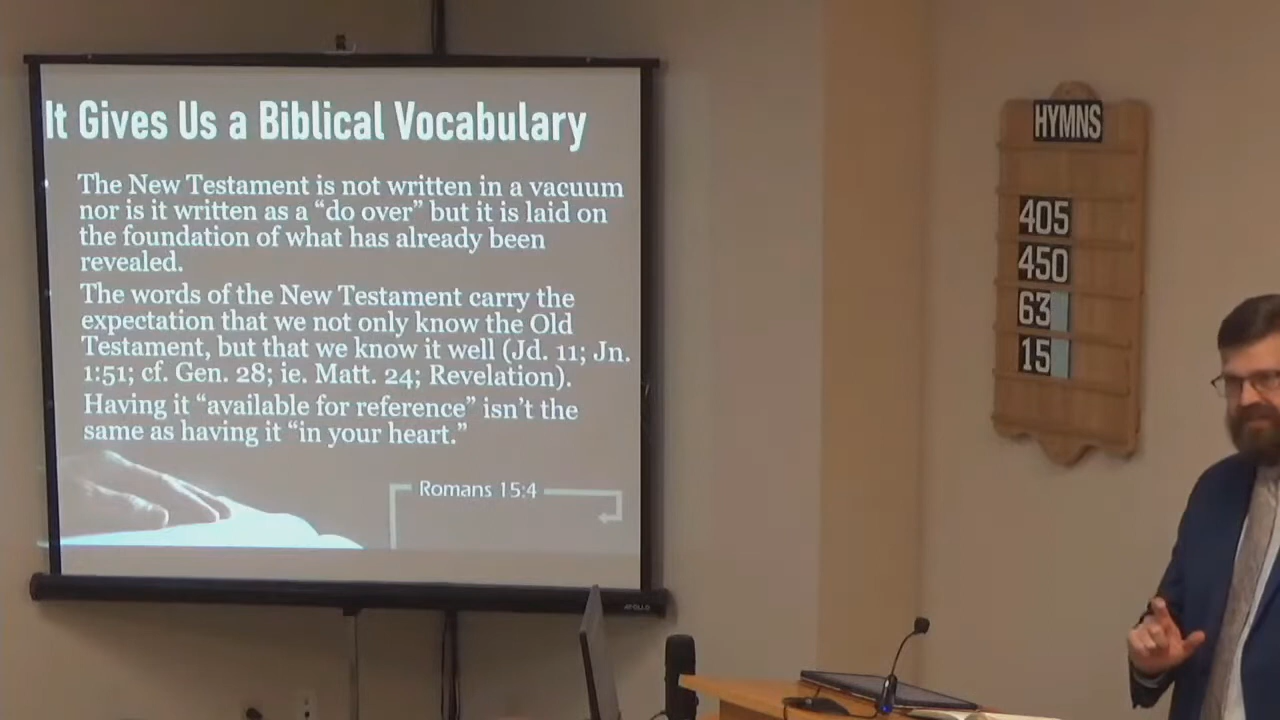 It Gives Us a Biblical Vocabulary
The New Testament is not written in a vacuum
nor is it written as a “do over” but it is laid on
the foundation of what has already been
revealed.
The words of the New Testament carry the
expectation that we not only know the Old
Testament, but that we know it well (Jd. 11; Jn.
1:51; cf. Gen. 28; ie. Matt. 24; Revelation).
Having it “available for reference” isn’t the
same as having it “in your heart.”
Romans 15:4
APOLLO
HYMNS
405
450
63
15